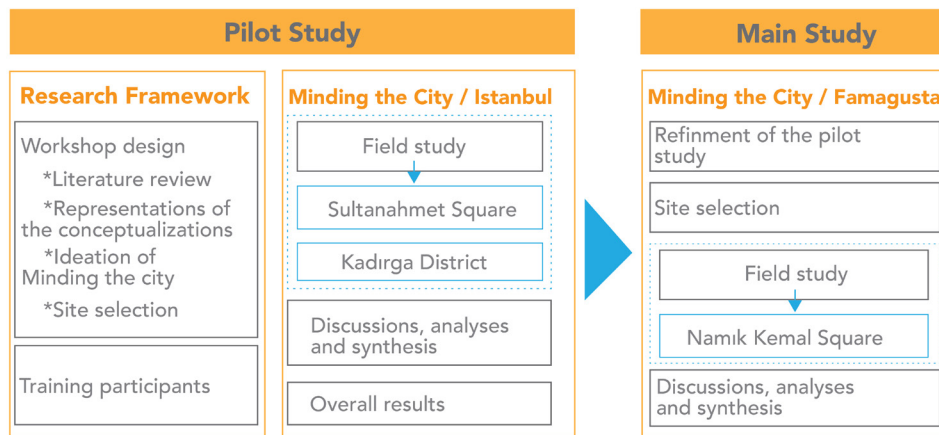 Pilot Study
Research Framework
Workshop design
*Literature review
*Representations of
the conceptualizations
*Ideation of
Minding the city
*Site selection
Training participants
Minding the City / Istanbul
Field study
Sultanahmet Square
Kadırga District
Discussions, analyses
and synthesis
Overall results
Main Study
Minding the City / Famagusta
Refinment of the pilot
study
Site selection
Field study
Namık Kemal Square
Discussions, analyses
and synthesis